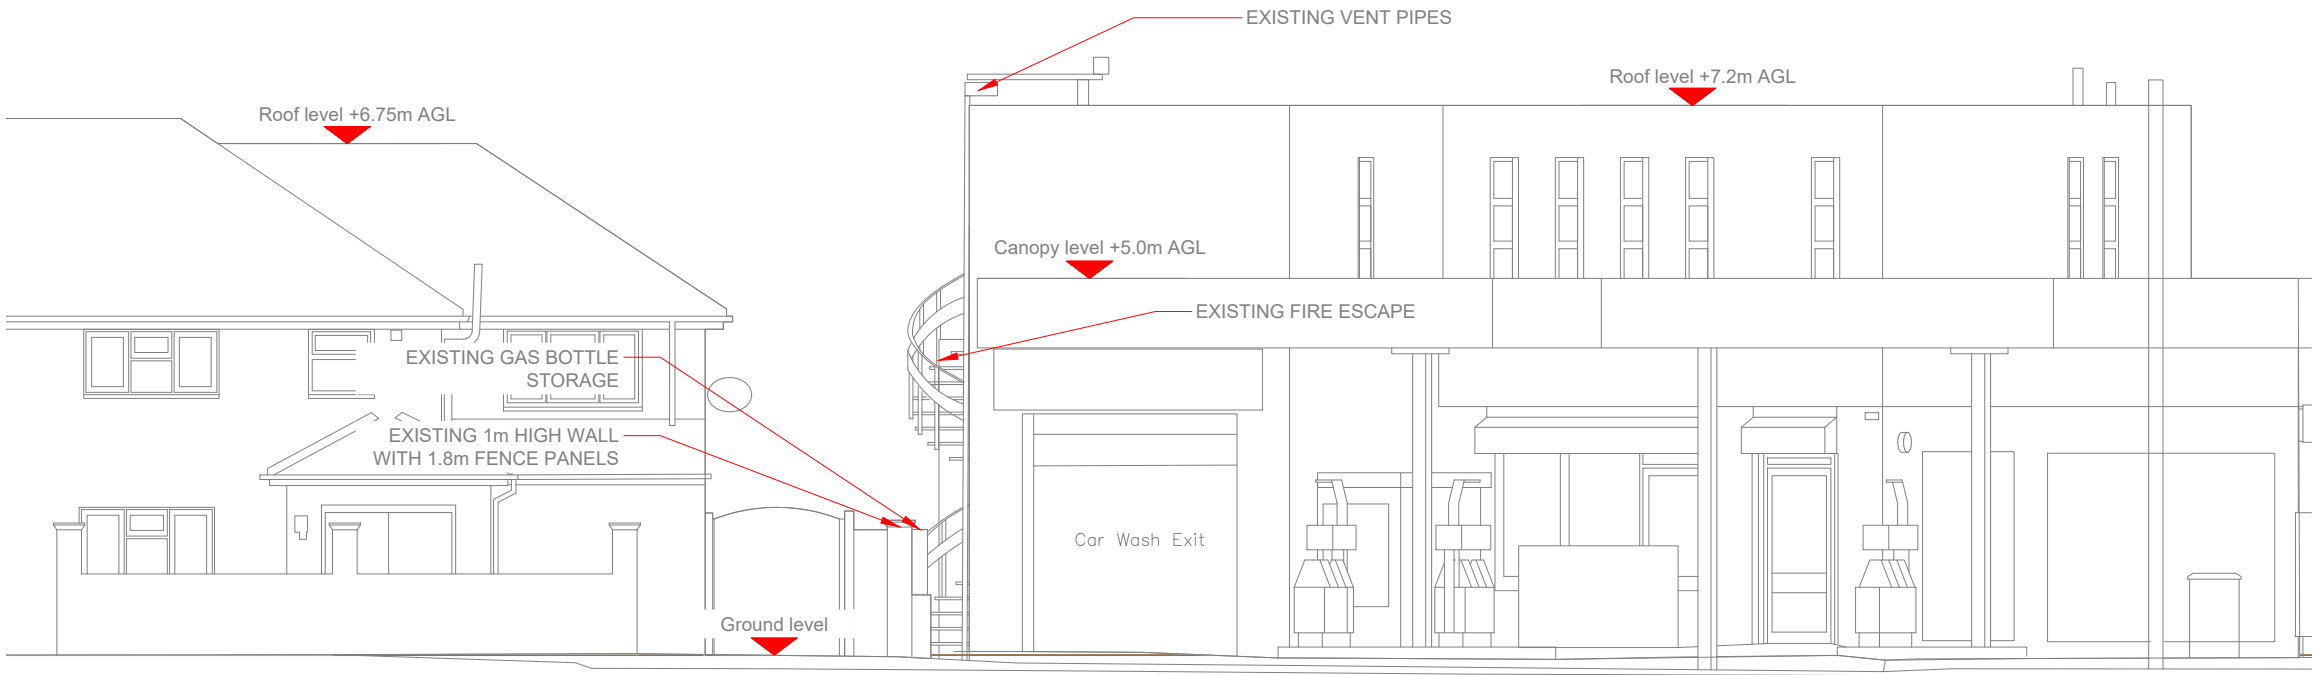 EXISTING VENT PIPES
Roof level +7.2m AGL
Roof level +6.75m AGL
Canopy level +5.0m AGL
EXISTING FIRE ESCAPE
EXISTING GAS BOTTLE
STORAGE
EXISTING 1m HIGH WALL
WITH 1.8m FENCE PANELS
Car Wash Exit
Ground level